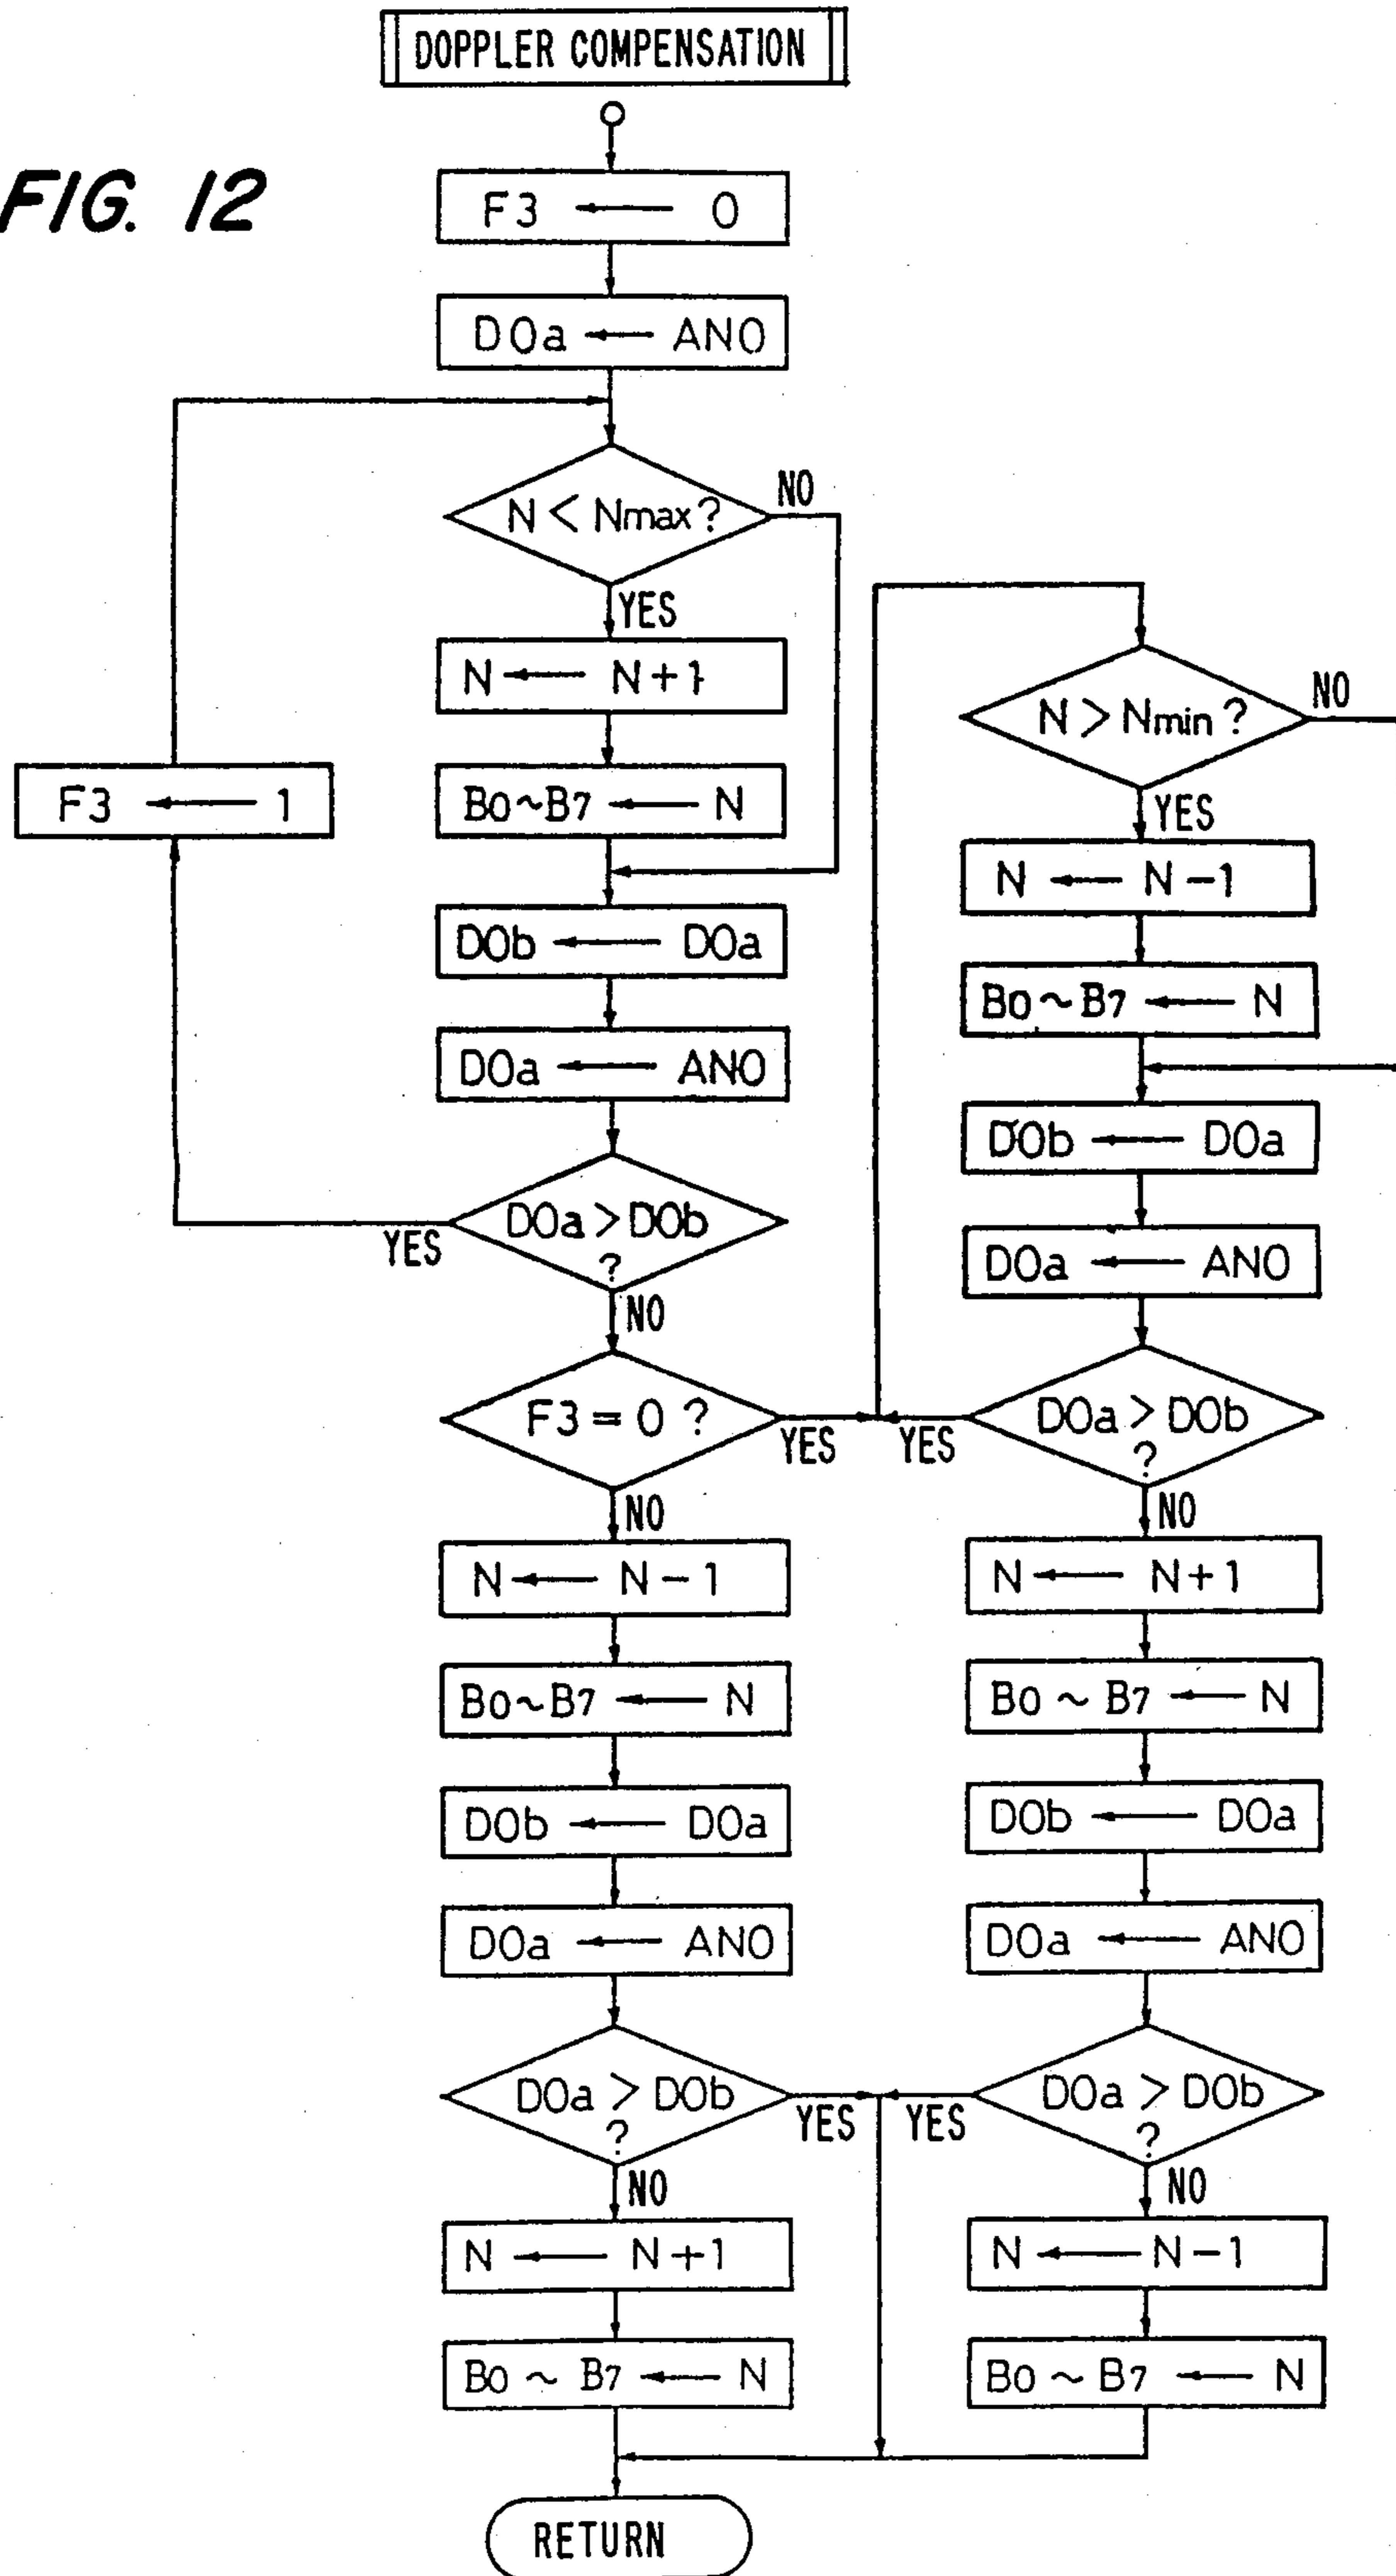 DOPPLER COMPENSATION
FIG. 12
F3 ← 0
D0a ← AN0
N < Nmax ?
NO
YES
N ← N+1
B0~B7 ← N
F3 ← 1
D0b ← D0a
D0a ← AN0
D0a > D0b
?
YES
NO
F3 = 0 ?
YES
NO
N ← N-1
B0~B7 ← N
D0b ← D0a
D0a ← AN0
D0a > D0b
?
YES
NO
N ← N+1
B0 ~ B7 ← N
N > Nmin ?
NO
YES
N ← N-1
B0 ~ B7 ← N
D0b ← D0a
D0a ← AN0
D0a > D0b
?
YES
NO
N ← N+1
B0 ~ B7 ← N
D0b ← D0a
D0a ← AN0
D0a > D0b
?
YES
NO
N ← N-1
B0 ~ B7 ← N
RETURN